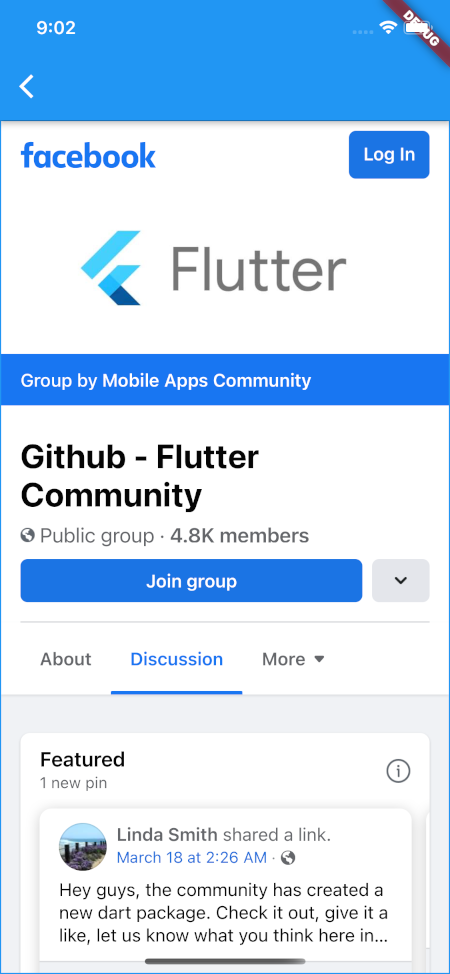 9:02
DEBUG
facebook
Log In
Flutter
Group by Mobile Apps Community
Github - Flutter
Community
Public group · 4.8K members
Join group
About
Discussion
More
Featured
1 new pin
Linda Smith shared a link.
March 18 at 2:26 AM ·
Hey guys, the community has created a
new dart package. Check it out, give it a
like, let us know what you think here in...